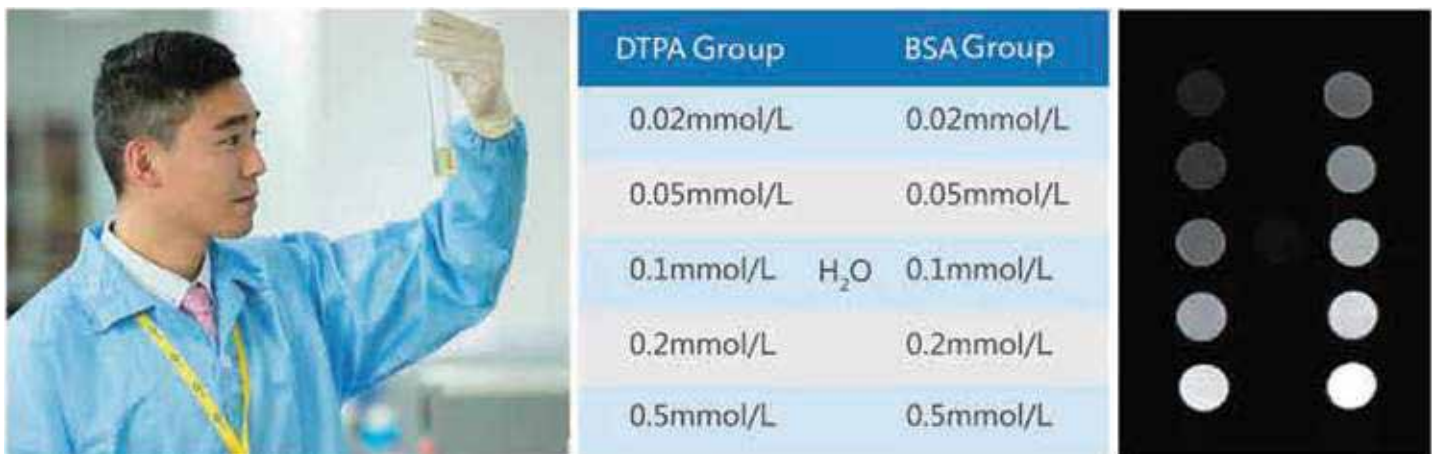 DTPA Group BSA Group
0.02mmol/L 0.02mmol/L
0.05mmol/L 0.05mmol/L
0.1mmol/L H₂O 0.1mmol/L
0.2mmol/L 0.2mmol/L
0.5mmol/L 0.5mmol/L